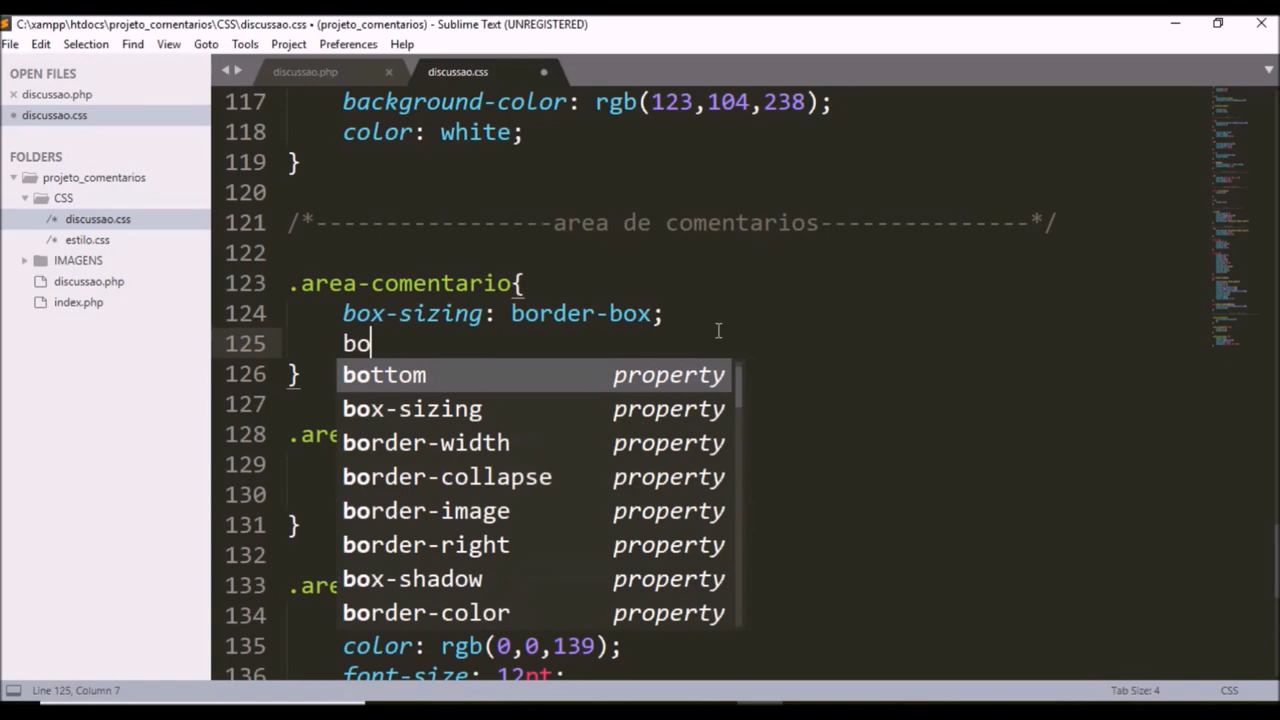 C:\xampp\htdocs\projeto_comentarios\CSS\discussao.css • (projeto_comentarios) - Sublime Text (UNREGISTERED)
File Edit Selection Find View Goto Tools Project Preferences Help
OPEN FILES
discussao.php
discussao.css
FOLDERS
projeto_comentarios
CSS
/* discussao.css
/* estilo.css
IMAGENS
discussao.php
index.php
discussao.php discussao.css
117 background-color: rgb(123,104,238);
118 color: white;
119 }
120
121 /*-----------------area de comentarios---------------*/
122
123 .area-comentario{
124 box-sizing: border-box;
125 bo
126 }
127
128 .are
129
130
131 }
132
133 .are
134
135 color: rgb(0,0,139);
136 font-size: 12pt;
bottom property
box-sizing property
border-width property
border-collapse property
border-image property
border-right property
box-shadow property
border-color property
Line 125, Column 7 Tab Size: 4 CSS